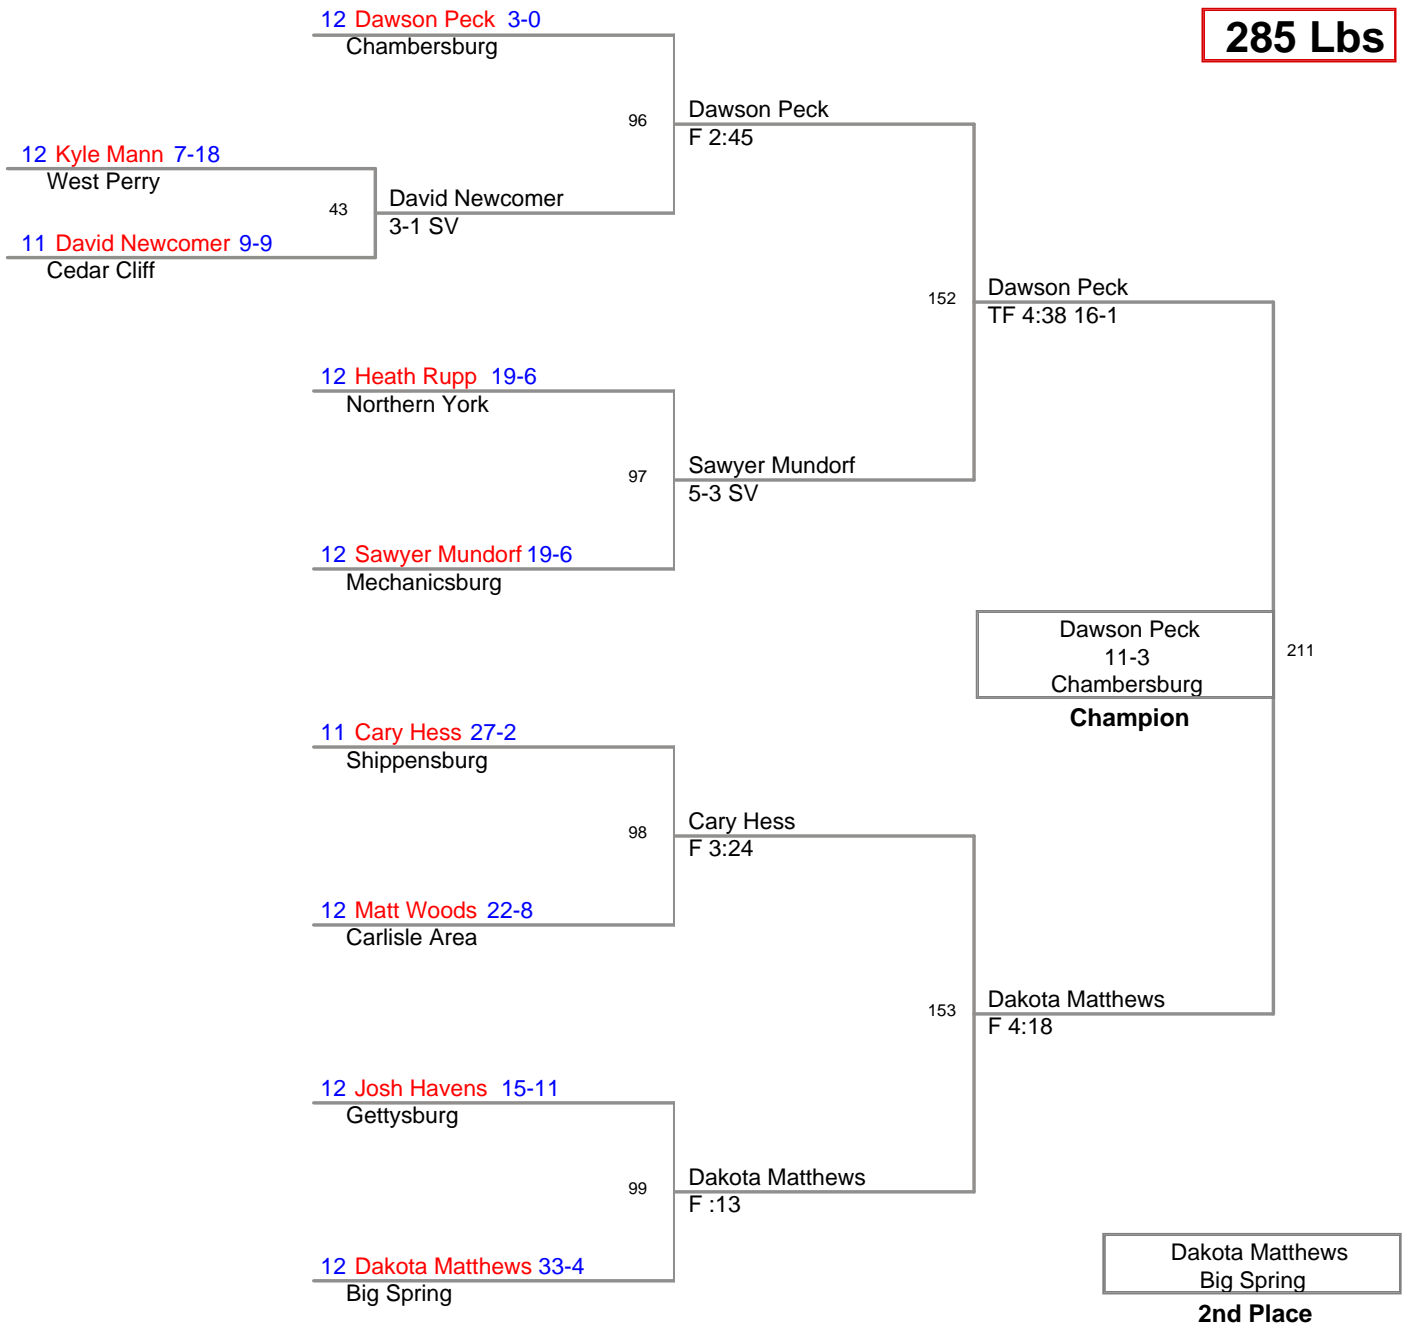 12 Dawson Peck 3-0
Chambersburg
285 Lbs
96
Dawson Peck
F 2:45
12 Kyle Mann 7-18
West Perry
43
David Newcomer
3-1 SV
11 David Newcomer 9-9
Cedar Cliff
152
Dawson Peck
TF 4:38 16-1
12 Heath Rupp 19-6
Northern York
97
Sawyer Mundorf
5-3 SV
12 Sawyer Mundorf 19-6
Mechanicsburg
Dawson Peck
11-3
Chambersburg
Champion
211
11 Cary Hess 27-2
Shippensburg
98
Cary Hess
F 3:24
12 Matt Woods 22-8
Carlisle Area
153
Dakota Matthews
F 4:18
12 Josh Havens 15-11
Gettysburg
99
Dakota Matthews
F :13
12 Dakota Matthews 33-4
Big Spring
Dakota Matthews
Big Spring
2nd Place